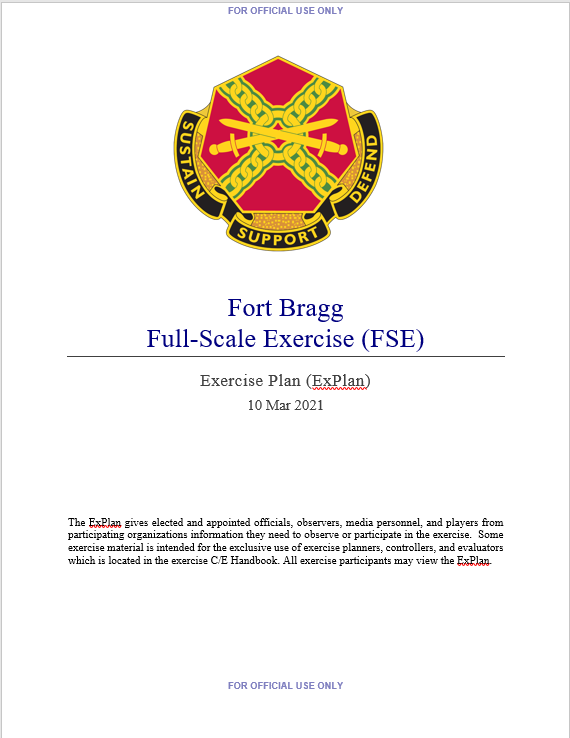 FOR OFFICIAL USE ONLY
SUSTAIN
SUPPORT
DEFEND
Fort Bragg
Full-Scale Exercise (FSE)
Exercise Plan (ExPlan)
10 Mar 2021
The ExPlan gives elected and appointed officials, observers, media personnel, and players from
participating organizations information they need to observe or participate in the exercise. Some
exercise material is intended for the exclusive use of exercise planners, controllers, and evaluators
which is located in the exercise C/E Handbook. All exercise participants may view the ExPlan.
FOR OFFICIAL USE ONLY